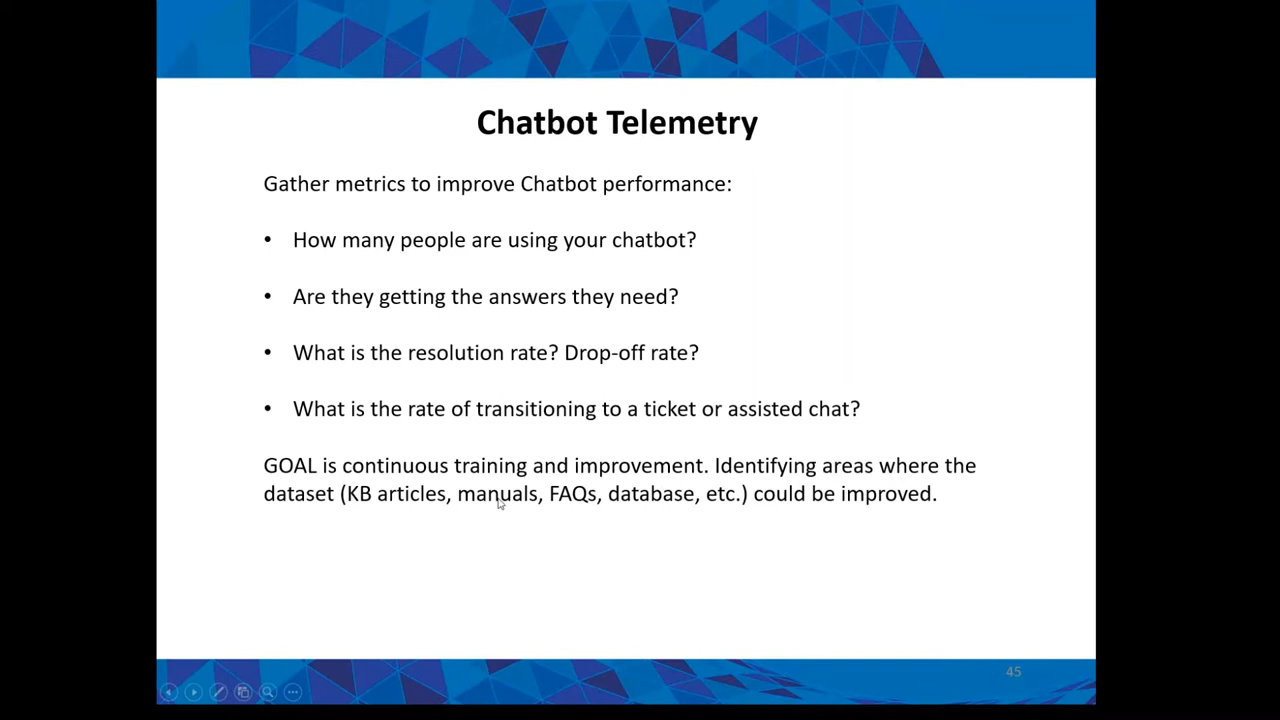 Chatbot Telemetry
Gather metrics to improve Chatbot performance:
• How many people are using your chatbot?
• Are they getting the answers they need?
• What is the resolution rate? Drop-off rate?
• What is the rate of transitioning to a ticket or assisted chat?
GOAL is continuous training and improvement. Identifying areas where the
dataset (KB articles, manuals, FAQs, database, etc.) could be improved.
45